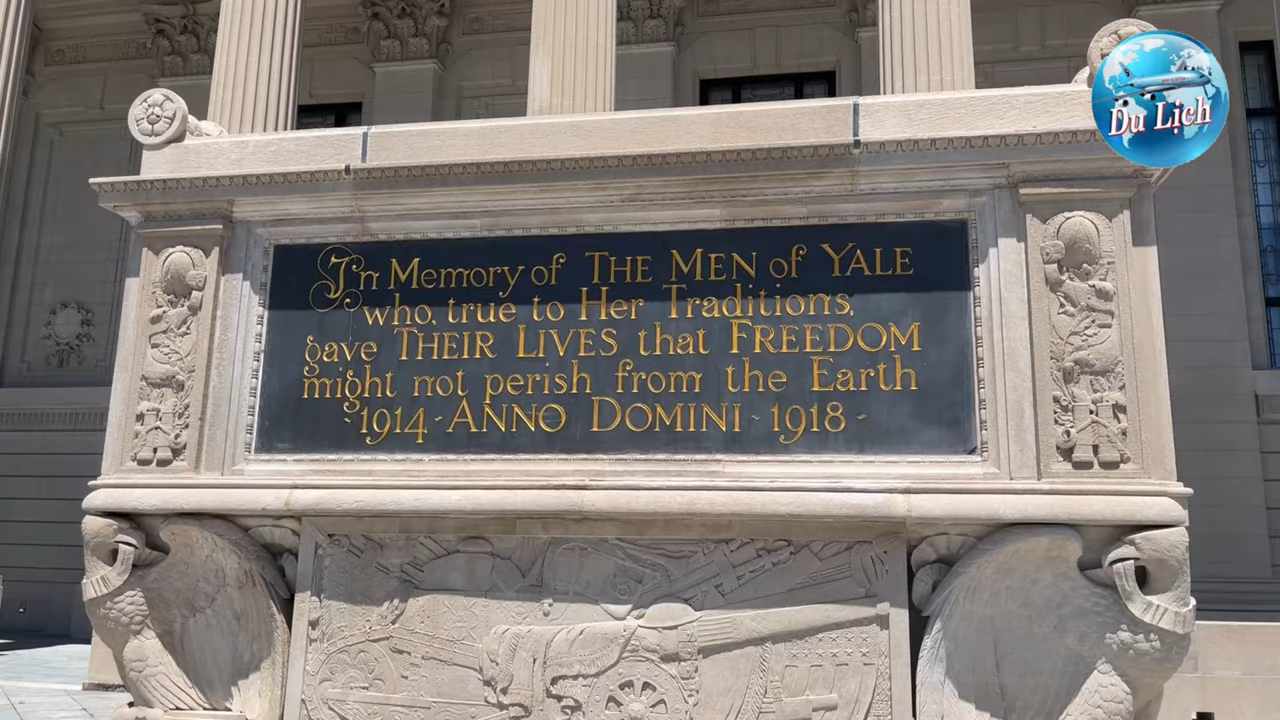 In Memory of THE MEN of YALE
who, true to Her Traditions,
gave THEIR LIVES that FREEDOM
might not perish from the Earth
~ 1914 ~ ANNO DOMINI ~ 1918 ~
Du Lịch